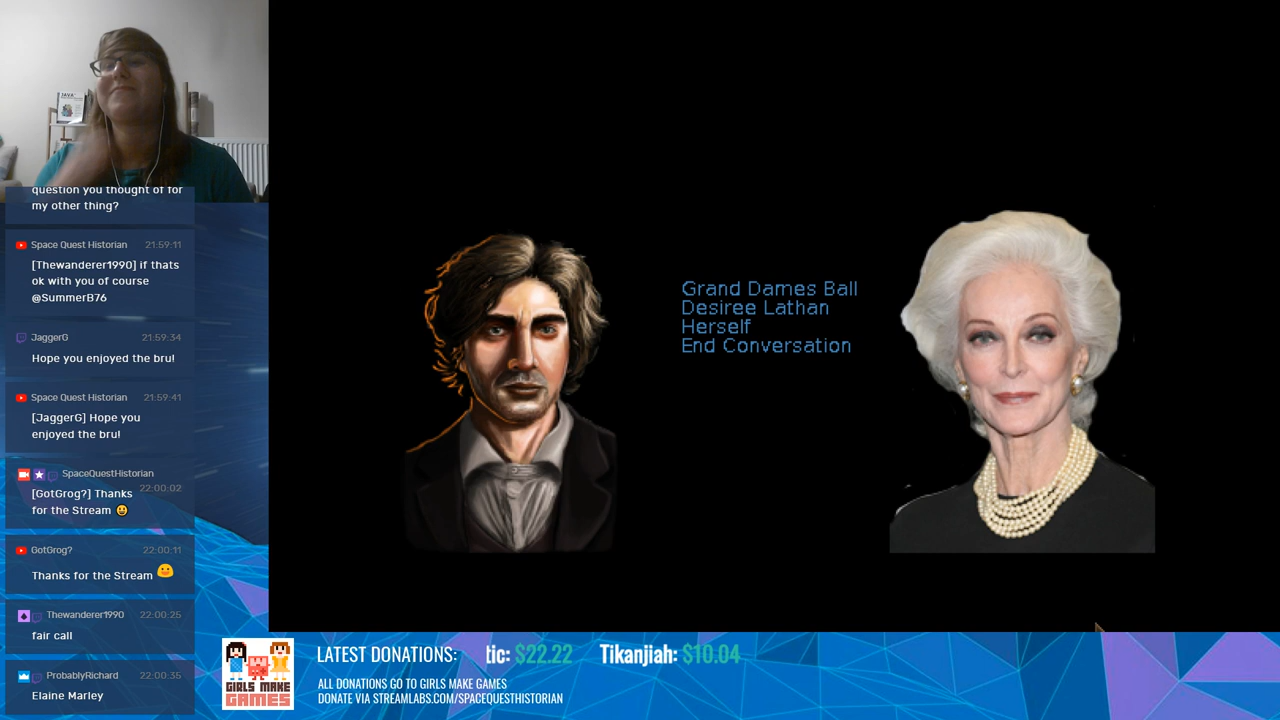 JAVA
question you thought of for
my other thing?
Space Quest Historian 21:59:11
[Thewanderer1990] if thats
ok with you of course
@SummerB76
JaggerG 21:59:34
Hope you enjoyed the bru!
Space Quest Historian 21:59:41
[JaggerG] Hope you
enjoyed the bru!
SpaceQuestHistorian
22:00:02
[GotGrog?] Thanks
for the Stream 😀
GotGrog? 22:00:11
Thanks for the Stream
Thewanderer1990 22:00:25
fair call
ProbablyRichard 22:00:35
Elaine Marley
Grand Dames Ball
Desiree Lathan
Herself
End Conversation
GIRLS MAKE
GAMES
LATEST DONATIONS: tic: $22.22 Tikanjiah: $10.04
ALL DONATIONS GO TO GIRLS MAKE GAMES
DONATE VIA STREAMLABS.COM/SPACEQUESTHISTORIAN